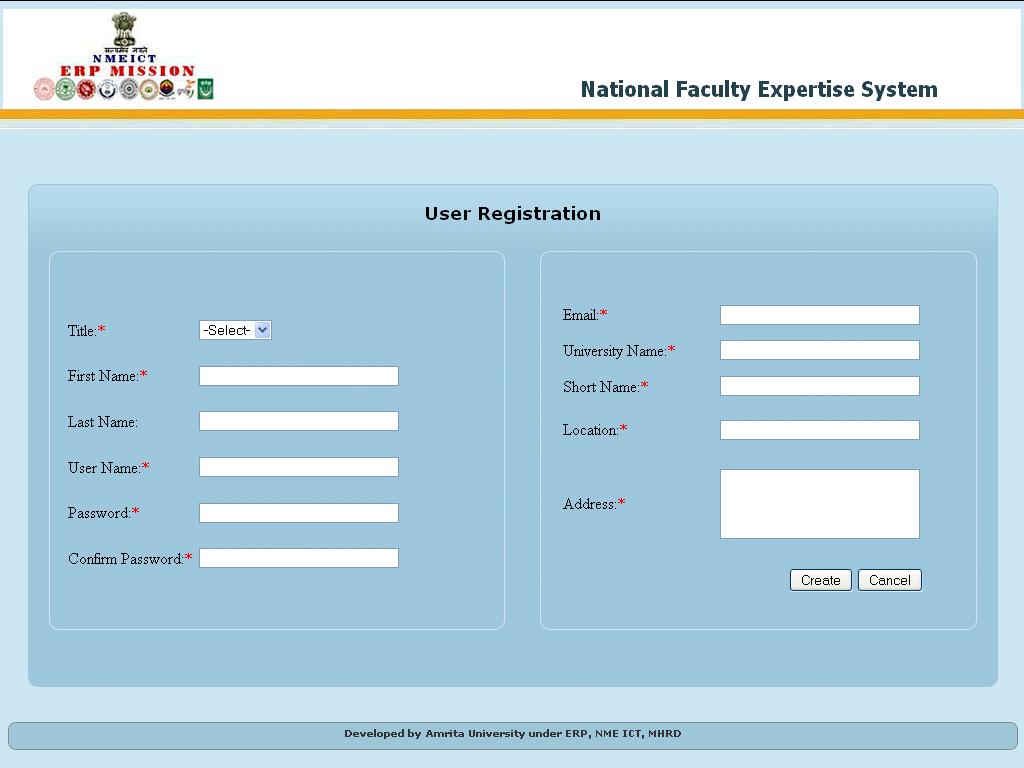 सत्यमेव जयते
NMEICT
ERP MISSION
National Faculty Expertise System
User Registration
Title:*
-Select-
First Name:*
Last Name:
User Name:*
Password:*
Confirm Password:*
Email:*
University Name:*
Short Name:*
Location:*
Address:*
Create
Cancel
Developed by Amrita University under ERP, NME ICT, MHRD